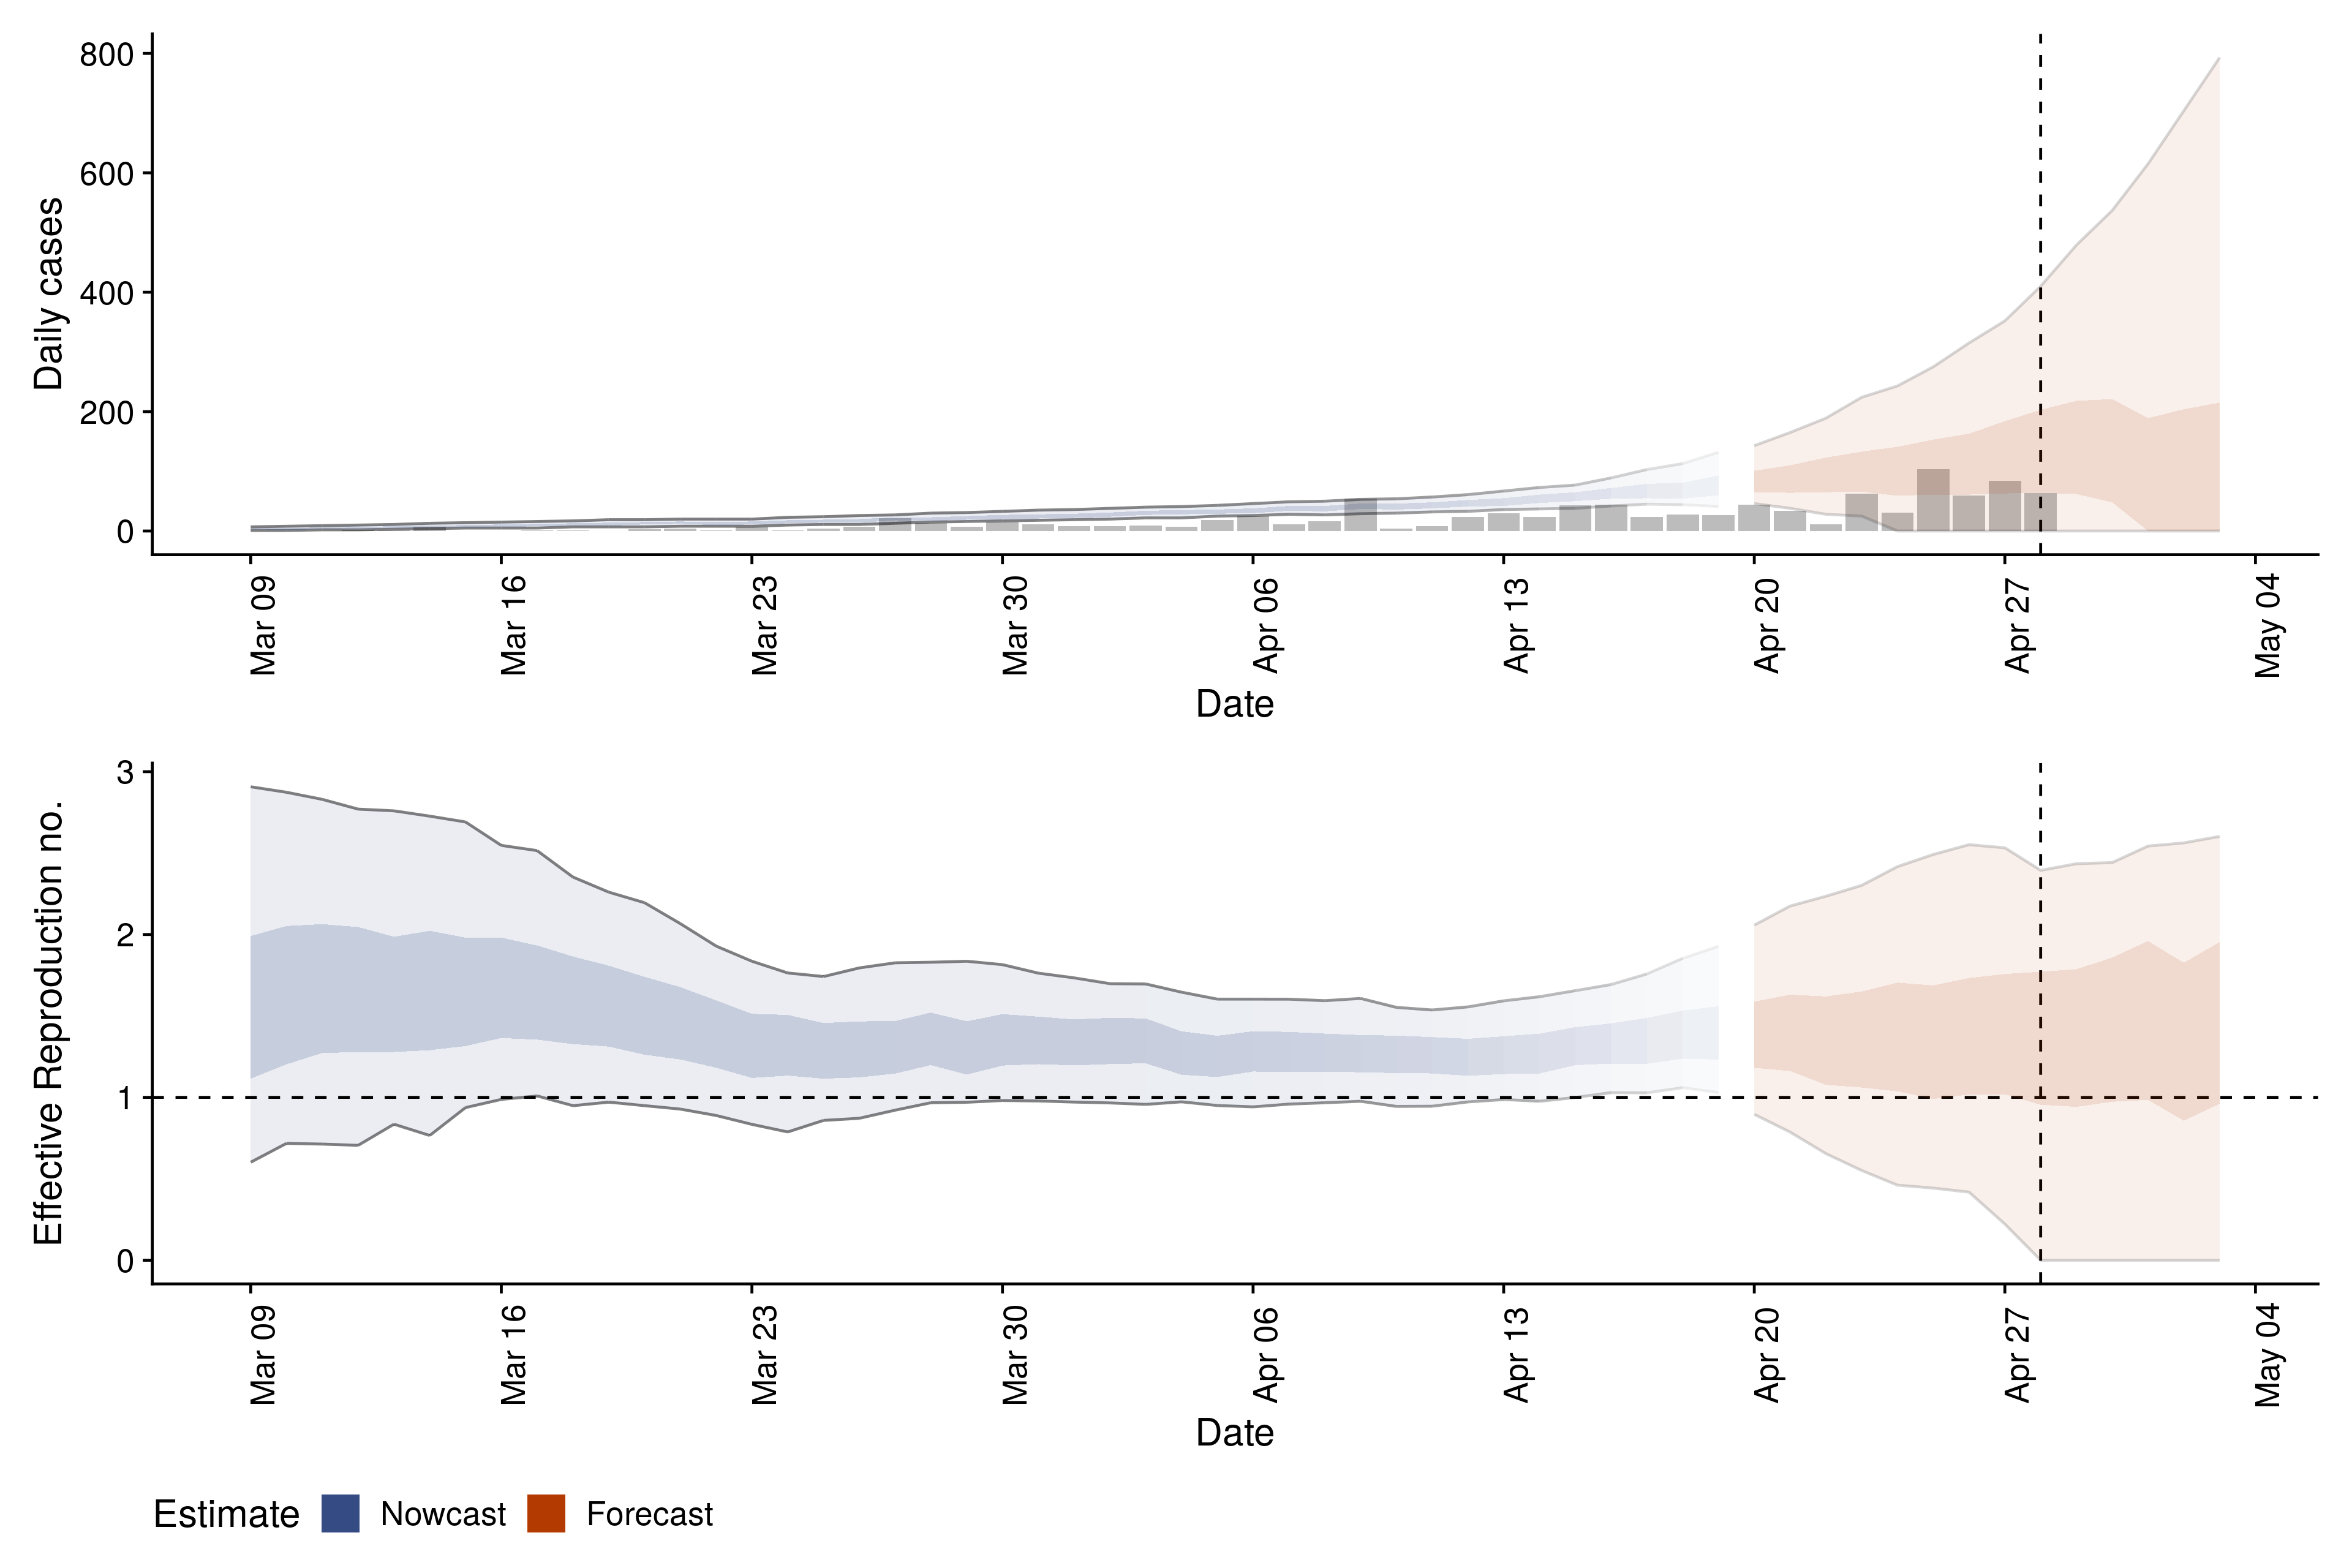 Daily cases
800
600
400
200
0
Mar 09
Mar 16
Mar 23
Mar 30
Apr 06
Apr 13
Apr 20
Apr 27
May 04
Date
Effective Reproduction no.
3
2
1
0
Mar 09
Mar 16
Mar 23
Mar 30
Apr 06
Apr 13
Apr 20
Apr 27
May 04
Date
Estimate Nowcast Forecast